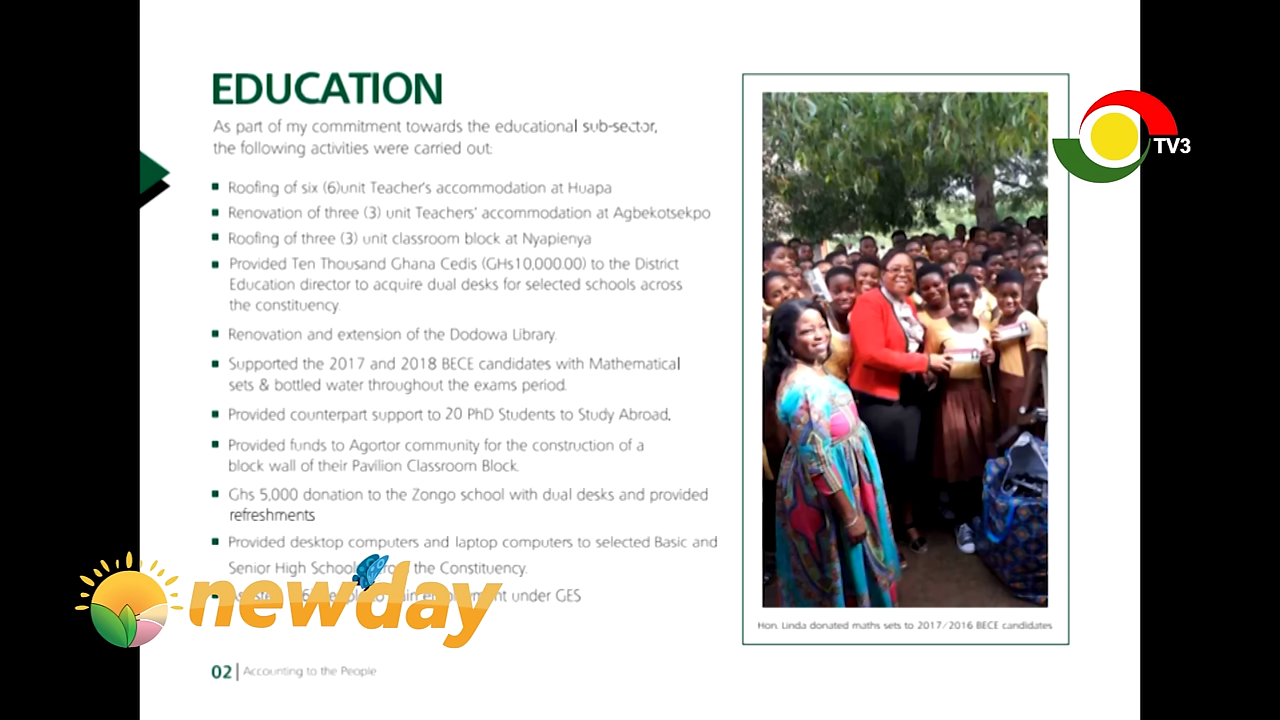 EDUCATION
As part of my commitment towards the educational sub-sector,
the following activities were carried out:
Roofing of six (6)unit Teacher's accommodation at Huapa
Renovation of three (3) unit Teachers' accommodation at Agbekotsekpo
Roofing of three (3) unit classroom block at Nyapienya
Provided Ten Thousand Ghana Cedis (GHs10,000.00) to the District
Education director to acquire dual desks for selected schools across
the constituency.
Renovation and extension of the Dodowa Library.
Supported the 2017 and 2018 BECE candidates with Mathematical
sets & bottled water throughout the exams period.
Provided counterpart support to 20 PhD Students to Study Abroad.
Provided funds to Agortor community for the construction of a
block wall of their Pavilion Classroom Block.
Ghs 5,000 donation to the Zongo school with dual desks and provided
refreshments
Provided desktop computers and laptop computers to selected Basic and
Senior High School the Constituency.
under GES
newday
02 | Accounting to the People
TV3
Hon. Linda donated maths sets to 2017/2016 BECE candidates